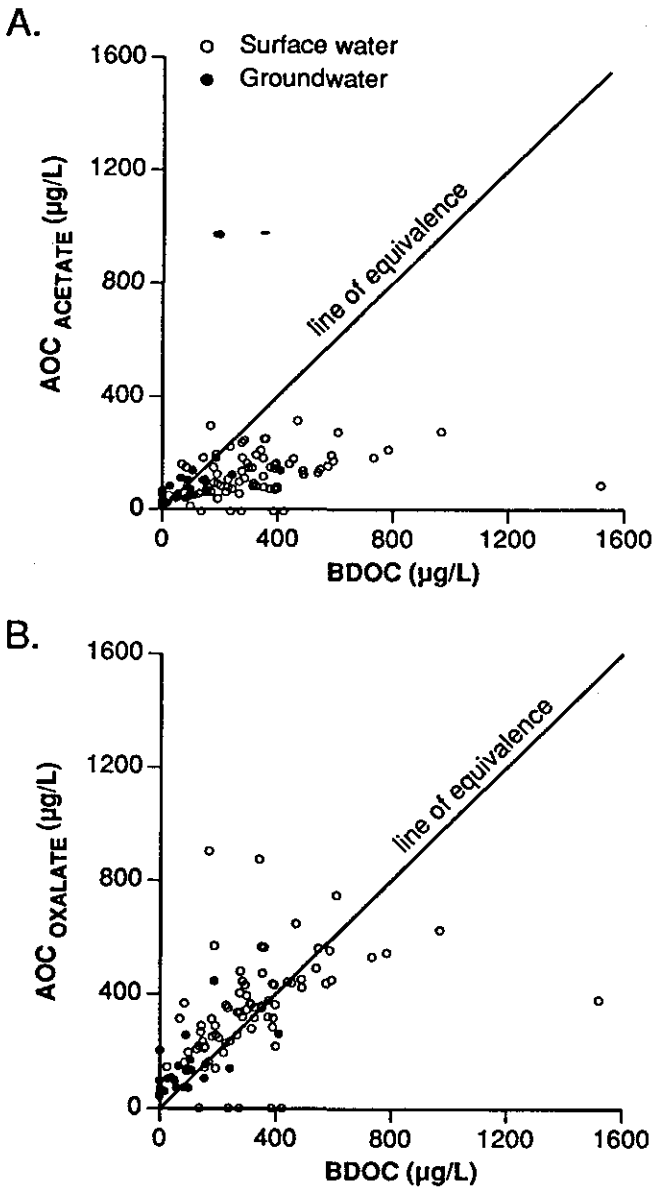 A.
Surface water
Groundwater
1600
1200
800
400
0
AOC ACETATE (µg/L)
line of equivalence
0 400 800 1200 1600
BDOC (µg/L)
B.
1600
1200
800
400
0
AOC OXALATE (µg/L)
line of equivalence
0 400 800 1200 1600
BDOC (µg/L)